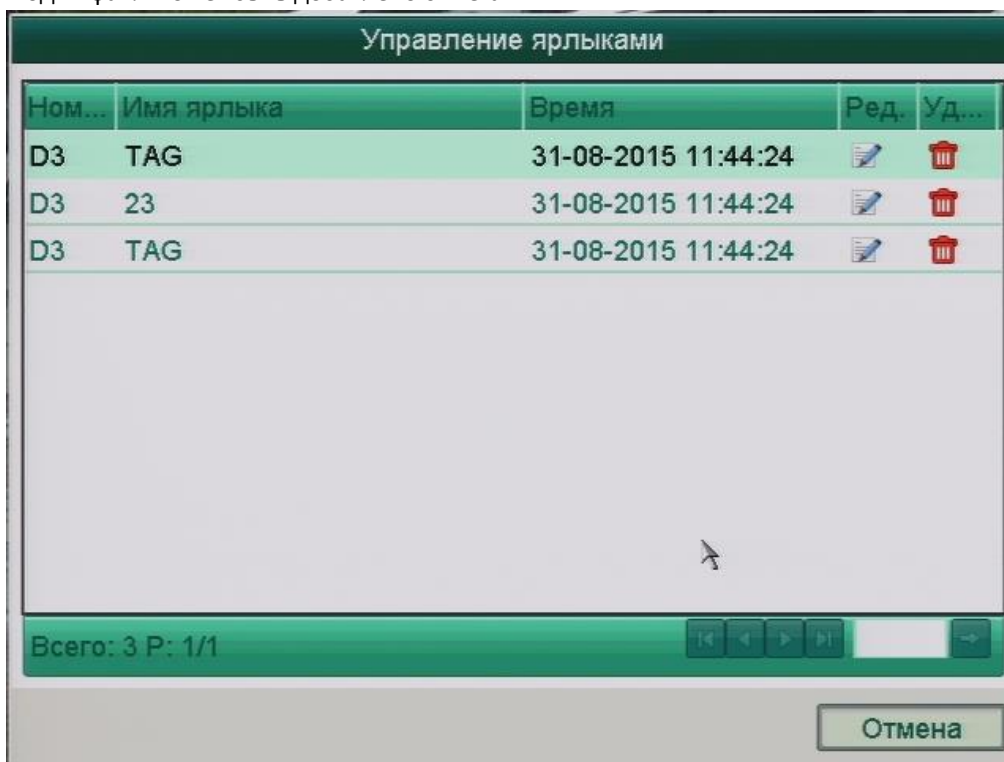 Управление ярлыками
Ном... Имя ярлыка Время Ред. Уд...
D3 TAG 31-08-2015 11:44:24
D3 23 31-08-2015 11:44:24
D3 TAG 31-08-2015 11:44:24
Всего: 3 P: 1/1
Отмена